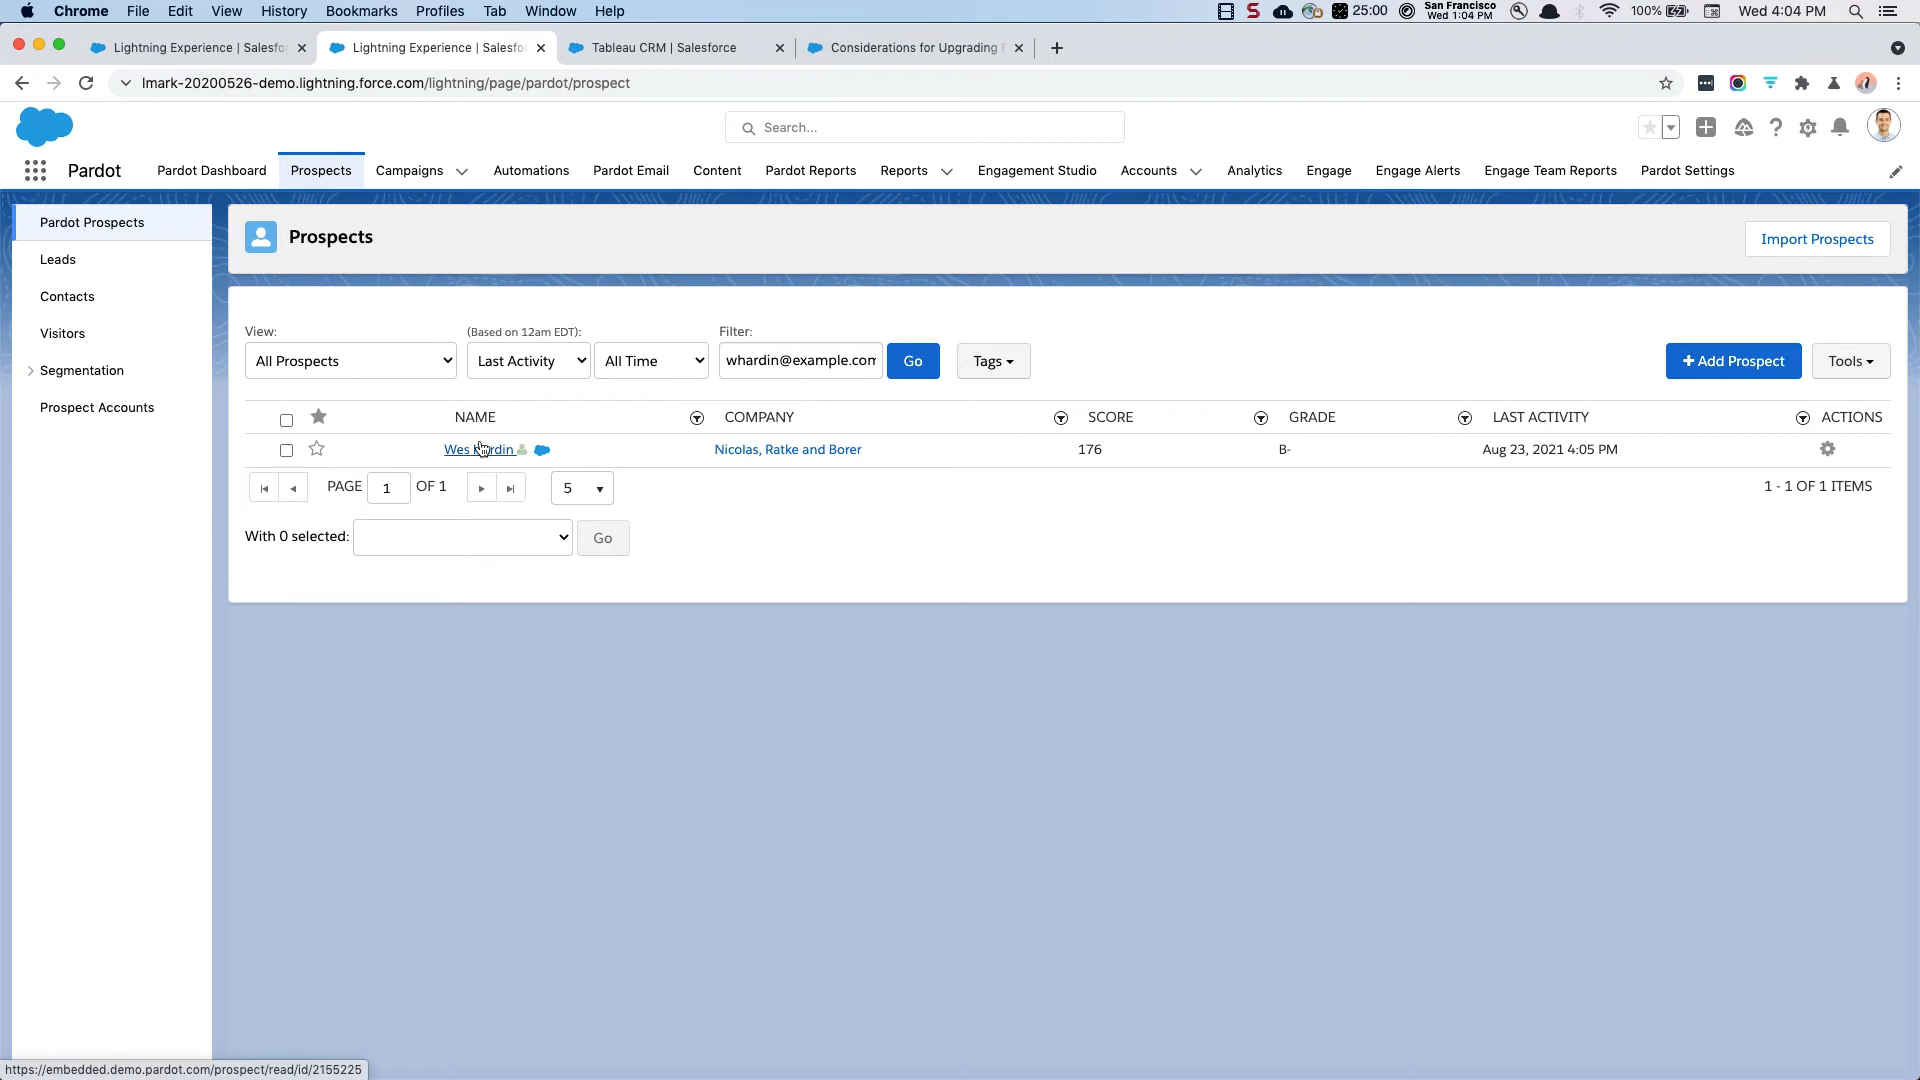 Chrome File Edit View History Bookmarks Profiles Tab Window Help
25:00
San Francisco
Wed 1:04 PM
100%
Wed 4:04 PM
Lightning Experience | Salesfo
Lightning Experience | Salesfo
Tableau CRM | Salesforce
Considerations for Upgrading
lmark-20200526-demo.lightning.force.com/lightning/page/pardot/prospect
Search...
Pardot Pardot Dashboard Prospects Campaigns Automations Pardot Email Content Pardot Reports Reports Engagement Studio Accounts Analytics Engage Engage Alerts Engage Team Reports Pardot Settings
Pardot Prospects
Leads
Contacts
Visitors
Segmentation
Prospect Accounts
Prospects
Import Prospects
View: (Based on 12am EDT): Filter:
All Prospects Last Activity All Time whardin@example.com Go Tags + Add Prospect Tools
NAME COMPANY SCORE GRADE LAST ACTIVITY ACTIONS
Wes Hardin Nicolas, Ratke and Borer 176 B- Aug 23, 2021 4:05 PM
PAGE 1 OF 1 5 1 - 1 OF 1 ITEMS
With 0 selected: Go
https://embedded.demo.pardot.com/prospect/read/id/2155225